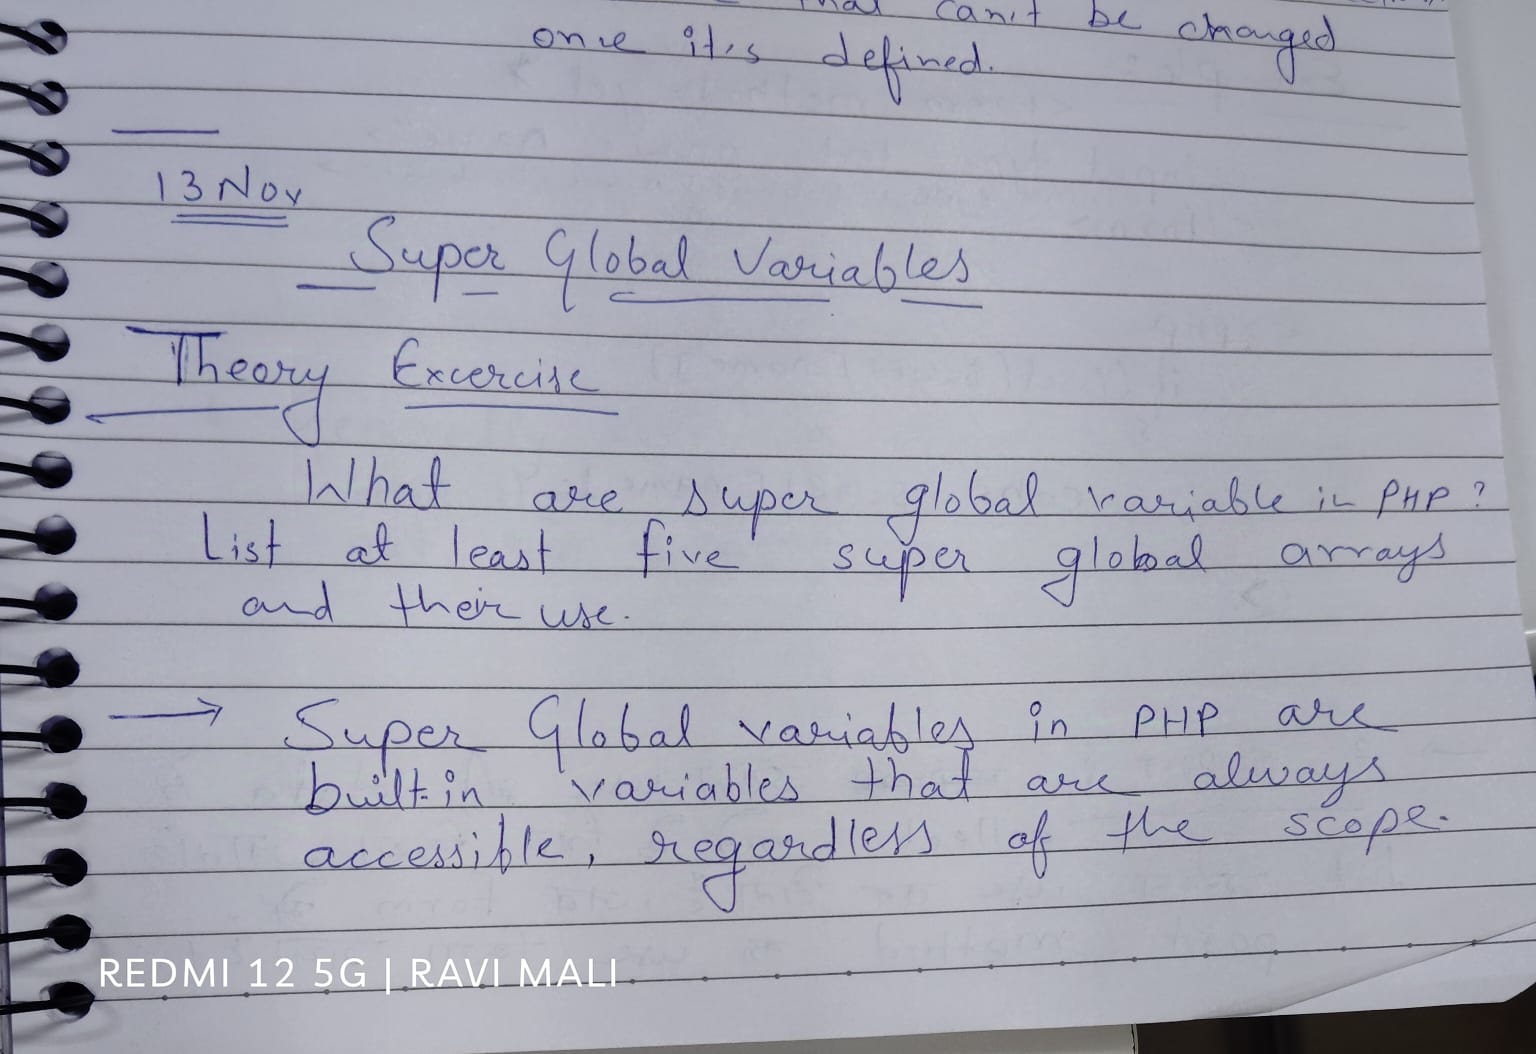 that can't be changed
once it's defined.
13 Nov
Super Global Variables
Theory Excercise
What are super global variable in PHP?
List at least five super global arrays
and their use.
→ Super Global variables in PHP are
built-in variables that are always
accessible, regardless of the scope.
REDMI 12 5G | RAVI MALI